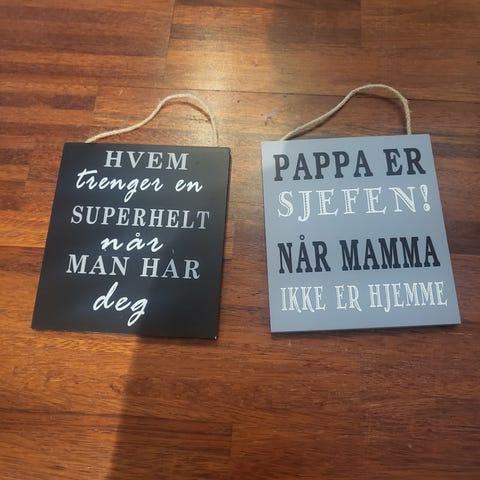 HVEM
trenger en
SUPERHELT
når
MAN HAR
deg
PAPPA ER
SJEFEN!
NÅR MAMMA
IKKE ER HJEMME